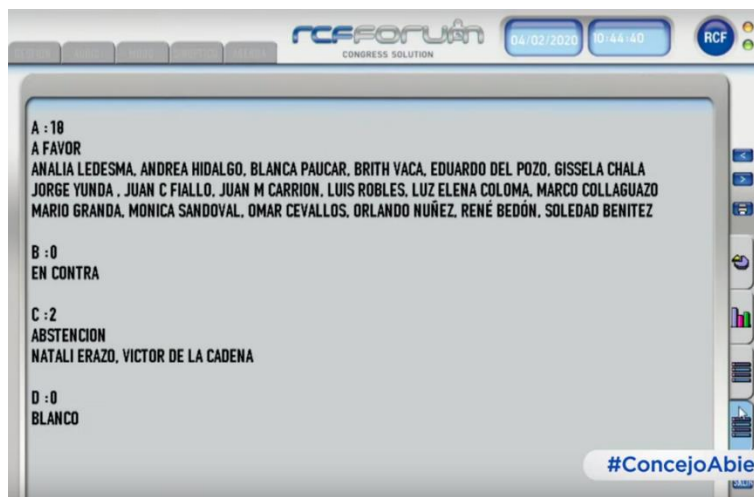 RCFFORUM
CONGRESS SOLUTION
04/02/2020
10:44:40
RCF
A :18
A FAVOR
ANALIA LEDESMA, ANDREA HIDALGO, BLANCA PAUCAR, BRITH VACA, EDUARDO DEL POZO, GISSELA CHALA
JORGE YUNDA , JUAN C FIALLO, JUAN M CARRION, LUIS ROBLES, LUZ ELENA COLOMA, MARCO COLLAGUAZO
MARIO GRANDA, MONICA SANDOVAL, OMAR CEVALLOS, ORLANDO NUÑEZ, RENÉ BEDÓN, SOLEDAD BENITEZ
B :0
EN CONTRA
C :2
ABSTENCION
NATALI ERAZO, VICTOR DE LA CADENA
D :0
BLANCO
#ConcejoAbie